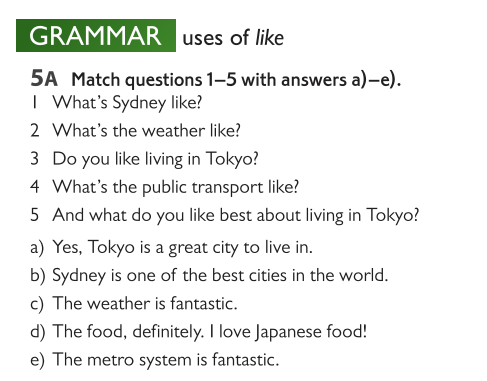 GRAMMAR uses of like
5A Match questions 1–5 with answers a)–e).
1 What's Sydney like?
2 What's the weather like?
3 Do you like living in Tokyo?
4 What's the public transport like?
5 And what do you like best about living in Tokyo?
a) Yes, Tokyo is a great city to live in.
b) Sydney is one of the best cities in the world.
c) The weather is fantastic.
d) The food, definitely. I love Japanese food!
e) The metro system is fantastic.